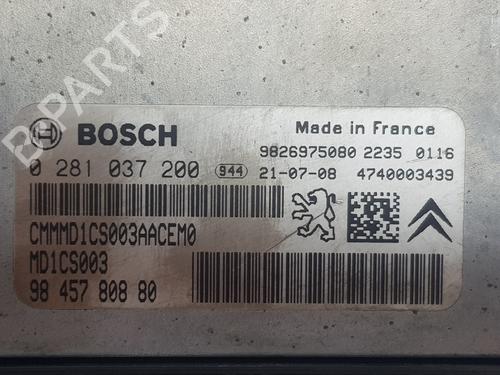 B-PARTS
BOSCH
Made in France
9826975080 2235 0116
0 281 037 200 944 21-07-08 4740003439
CMMMD1CS003AACEM0
MD1CS003
98 457 808 80